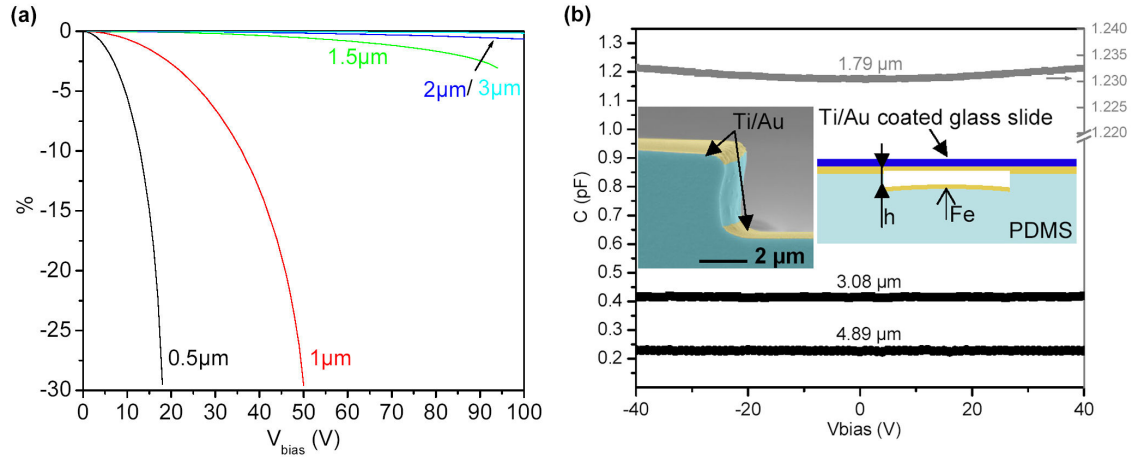 (a)
0
-5
-10
-15
-20
-25
-30
%
0 10 20 30 40 50 60 70 80 90 100
V_bias (V)
1.5µm
2µm/ 3µm
0.5µm
1µm
(b)
1.3
1.2
1.1
1.0
0.9
0.8
0.7
0.6
0.5
0.4
0.3
0.2
C (pF)
1.240
1.235
1.230
1.225
1.220
1.79 µm
Ti/Au
2 µm
Ti/Au coated glass slide
h
Fe
PDMS
3.08 µm
4.89 µm
-40 -20 0 20 40
Vbias (V)